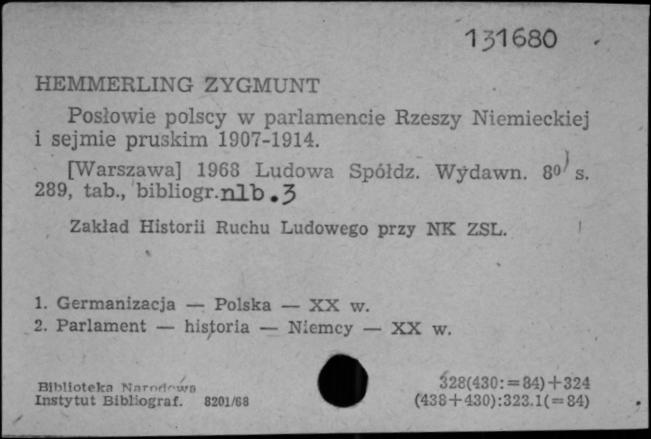 131680
HEMMERLING ZYGMUNT
Posłowie polscy w parlamencie Rzeszy Niemieckiej
i sejmie pruskim 1907-1914.
[Warszawa] 1968 Ludowa Spółdz. Wydawn. 8⁰ s.
289, tab., bibliogr. nlb. 3
Zakład Historii Ruchu Ludowego przy NK ZSL.
1. Germanizacja — Polska — XX w.
2. Parlament — historia — Niemcy — XX w.
Biblioteka Narodowa
Instytut Bibliograf. 8201/68
328(430:=84)+324
(438+430):323.1(=84)